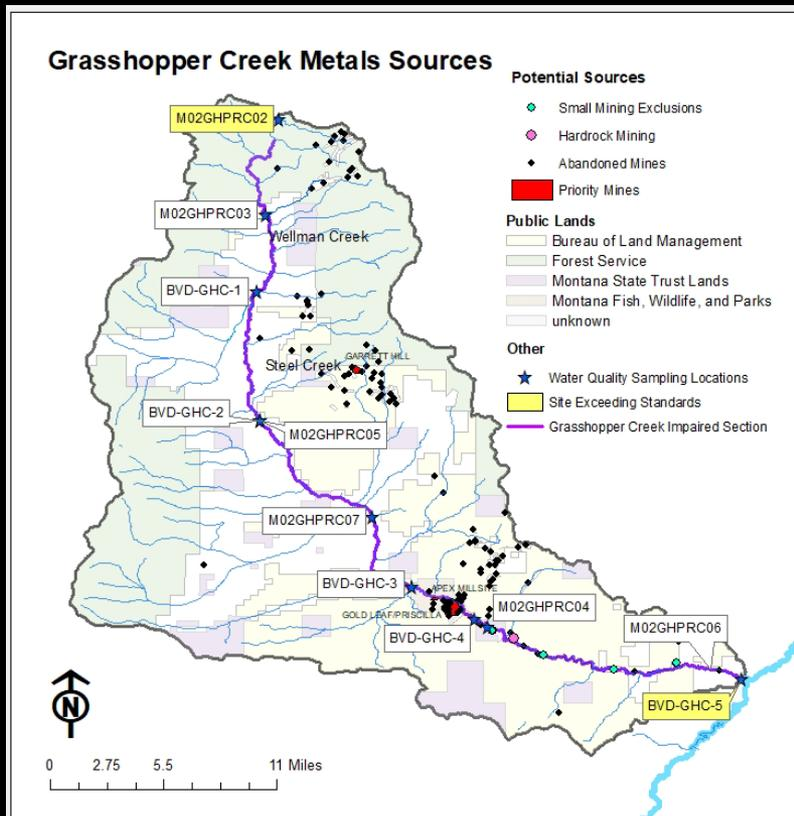 Grasshopper Creek Metals Sources
Potential Sources
Small Mining Exclusions
Hardrock Mining
Abandoned Mines
Priority Mines
Public Lands
Bureau of Land Management
Forest Service
Montana State Trust Lands
Montana Fish, Wildlife, and Parks
unknown
Other
Water Quality Sampling Locations
Site Exceeding Standards
Grasshopper Creek Impaired Section
M02GHPRC02
M02GHPRC03
Wellman Creek
BVD-GHC-1
GARRETT HILL
Steel Creek
BVD-GHC-2
M02GHPRC05
M02GHPRC07
BVD-GHC-3
APEX MILLSITE
M02GHPRC04
GOLD LEAF/PRISCILLA
M02GHPRC06
BVD-GHC-4
BVD-GHC-5
N
0 2.75 5.5 11 Miles